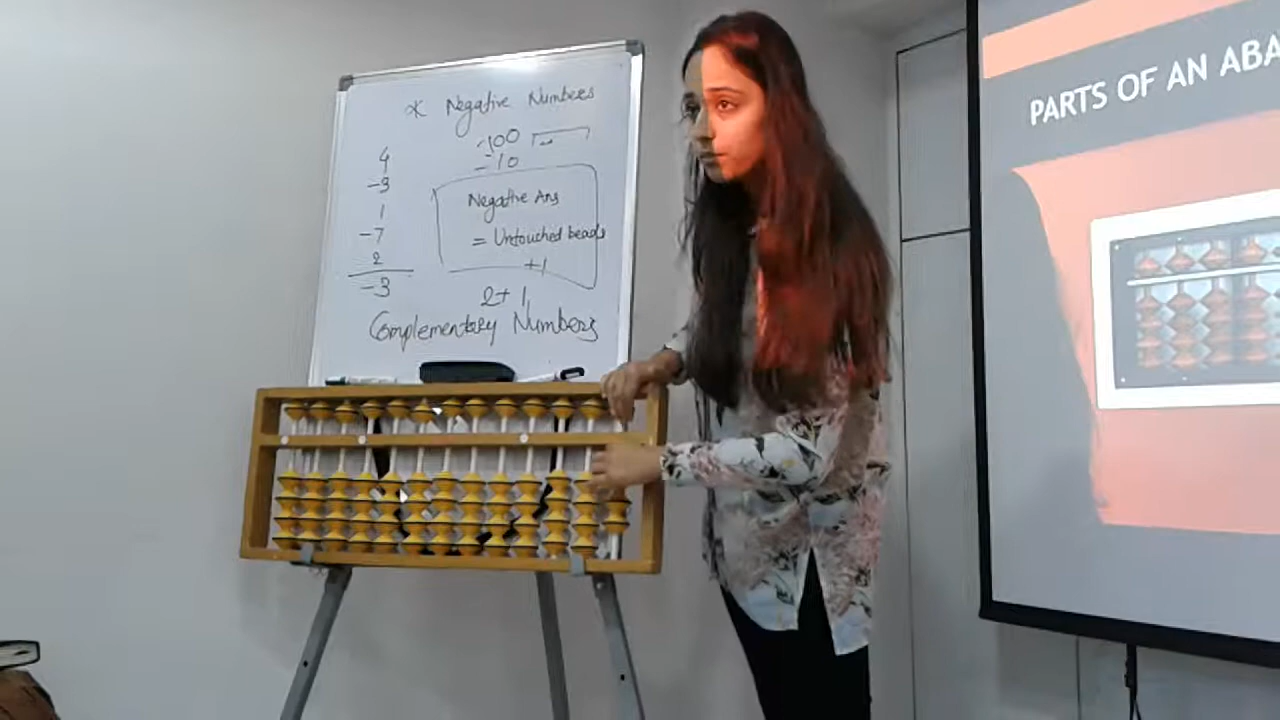 * Negative Numbers
-100
-10
4
-9
1
-7
2
-3
Negative Ans
= Untouched beads
+1
2+1
Complementary Numbers
PARTS OF AN ABA